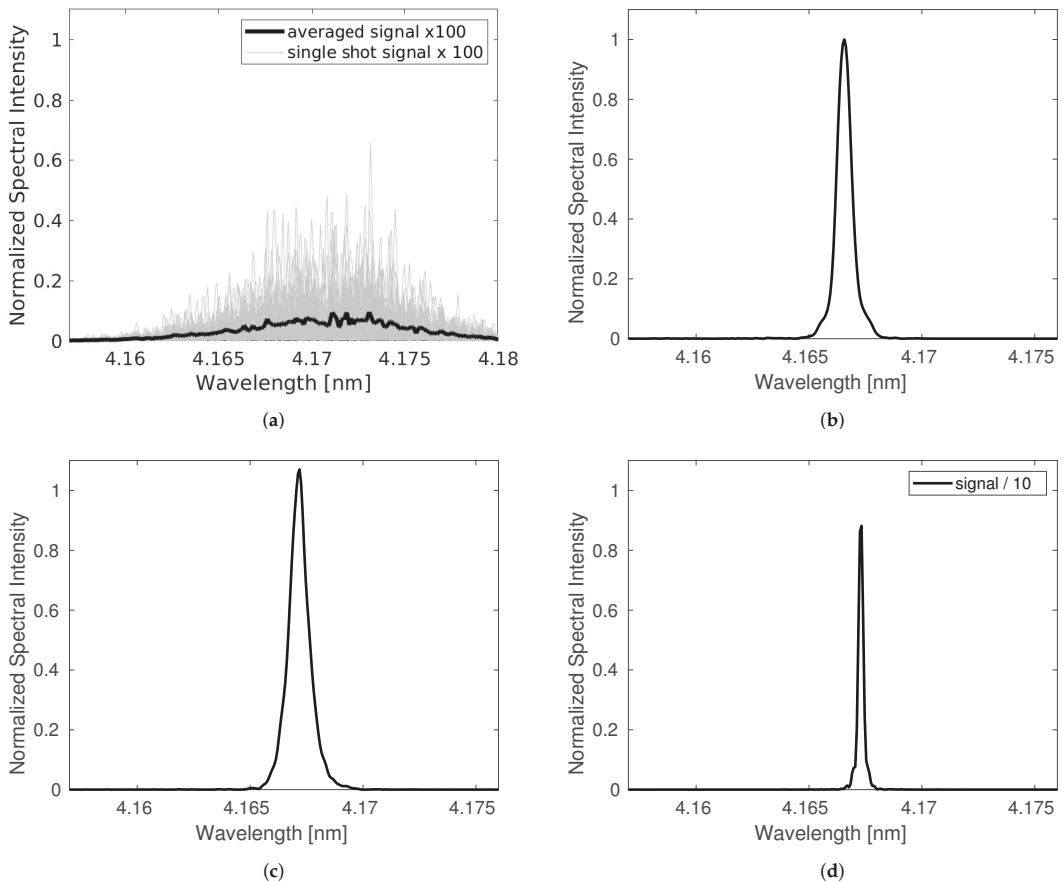 averaged signal x100
single shot signal x 100
Normalized Spectral Intensity
1
0.8
0.6
0.4
0.2
0
4.16 4.165 4.17 4.175 4.18
Wavelength [nm]
(a)
Normalized Spectral Intensity
1
0.8
0.6
0.4
0.2
0
4.16 4.165 4.17 4.175
Wavelength [nm]
(b)
Normalized Spectral Intensity
1
0.8
0.6
0.4
0.2
0
4.16 4.165 4.17 4.175
Wavelength [nm]
(c)
signal / 10
Normalized Spectral Intensity
1
0.8
0.6
0.4
0.2
0
4.16 4.165 4.17 4.175
Wavelength [nm]
(d)